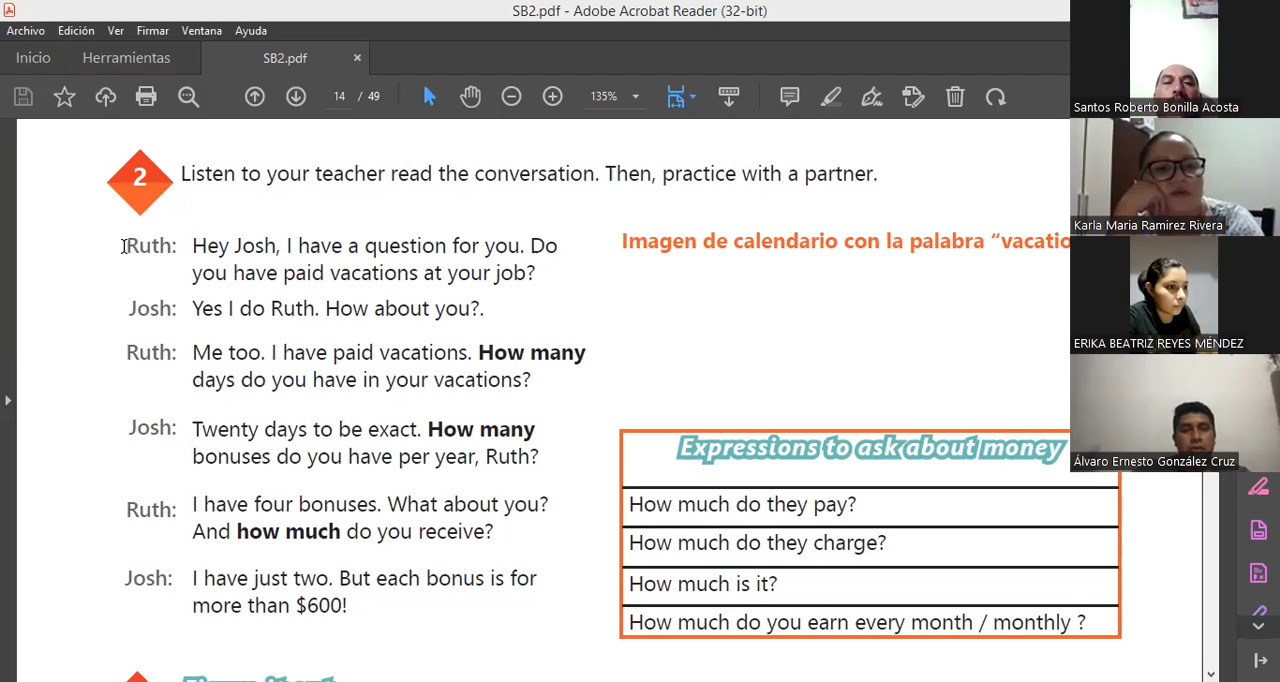 SB2.pdf - Adobe Acrobat Reader (32-bit)
Archivo Edición Ver Firmar Ventana Ayuda
Inicio Herramientas SB2.pdf ×
14 / 49 135%
2 Listen to your teacher read the conversation. Then, practice with a partner.
Ruth: Hey Josh, I have a question for you. Do
you have paid vacations at your job?
Josh: Yes I do Ruth. How about you?.
Ruth: Me too. I have paid vacations. How many
days do you have in your vacations?
Josh: Twenty days to be exact. How many
bonuses do you have per year, Ruth?
Ruth: I have four bonuses. What about you?
And how much do you receive?
Josh: I have just two. But each bonus is for
more than $600!
Imagen de calendario con la palabra “vacatio
Expressions to ask about money
How much do they pay?
How much do they charge?
How much is it?
How much do you earn every month / monthly ?
Santos Roberto Bonilla Acosta
Karla Maria Ramirez Rivera
ERIKA BEATRIZ REYES MÉNDEZ
Álvaro Ernesto González Cruz